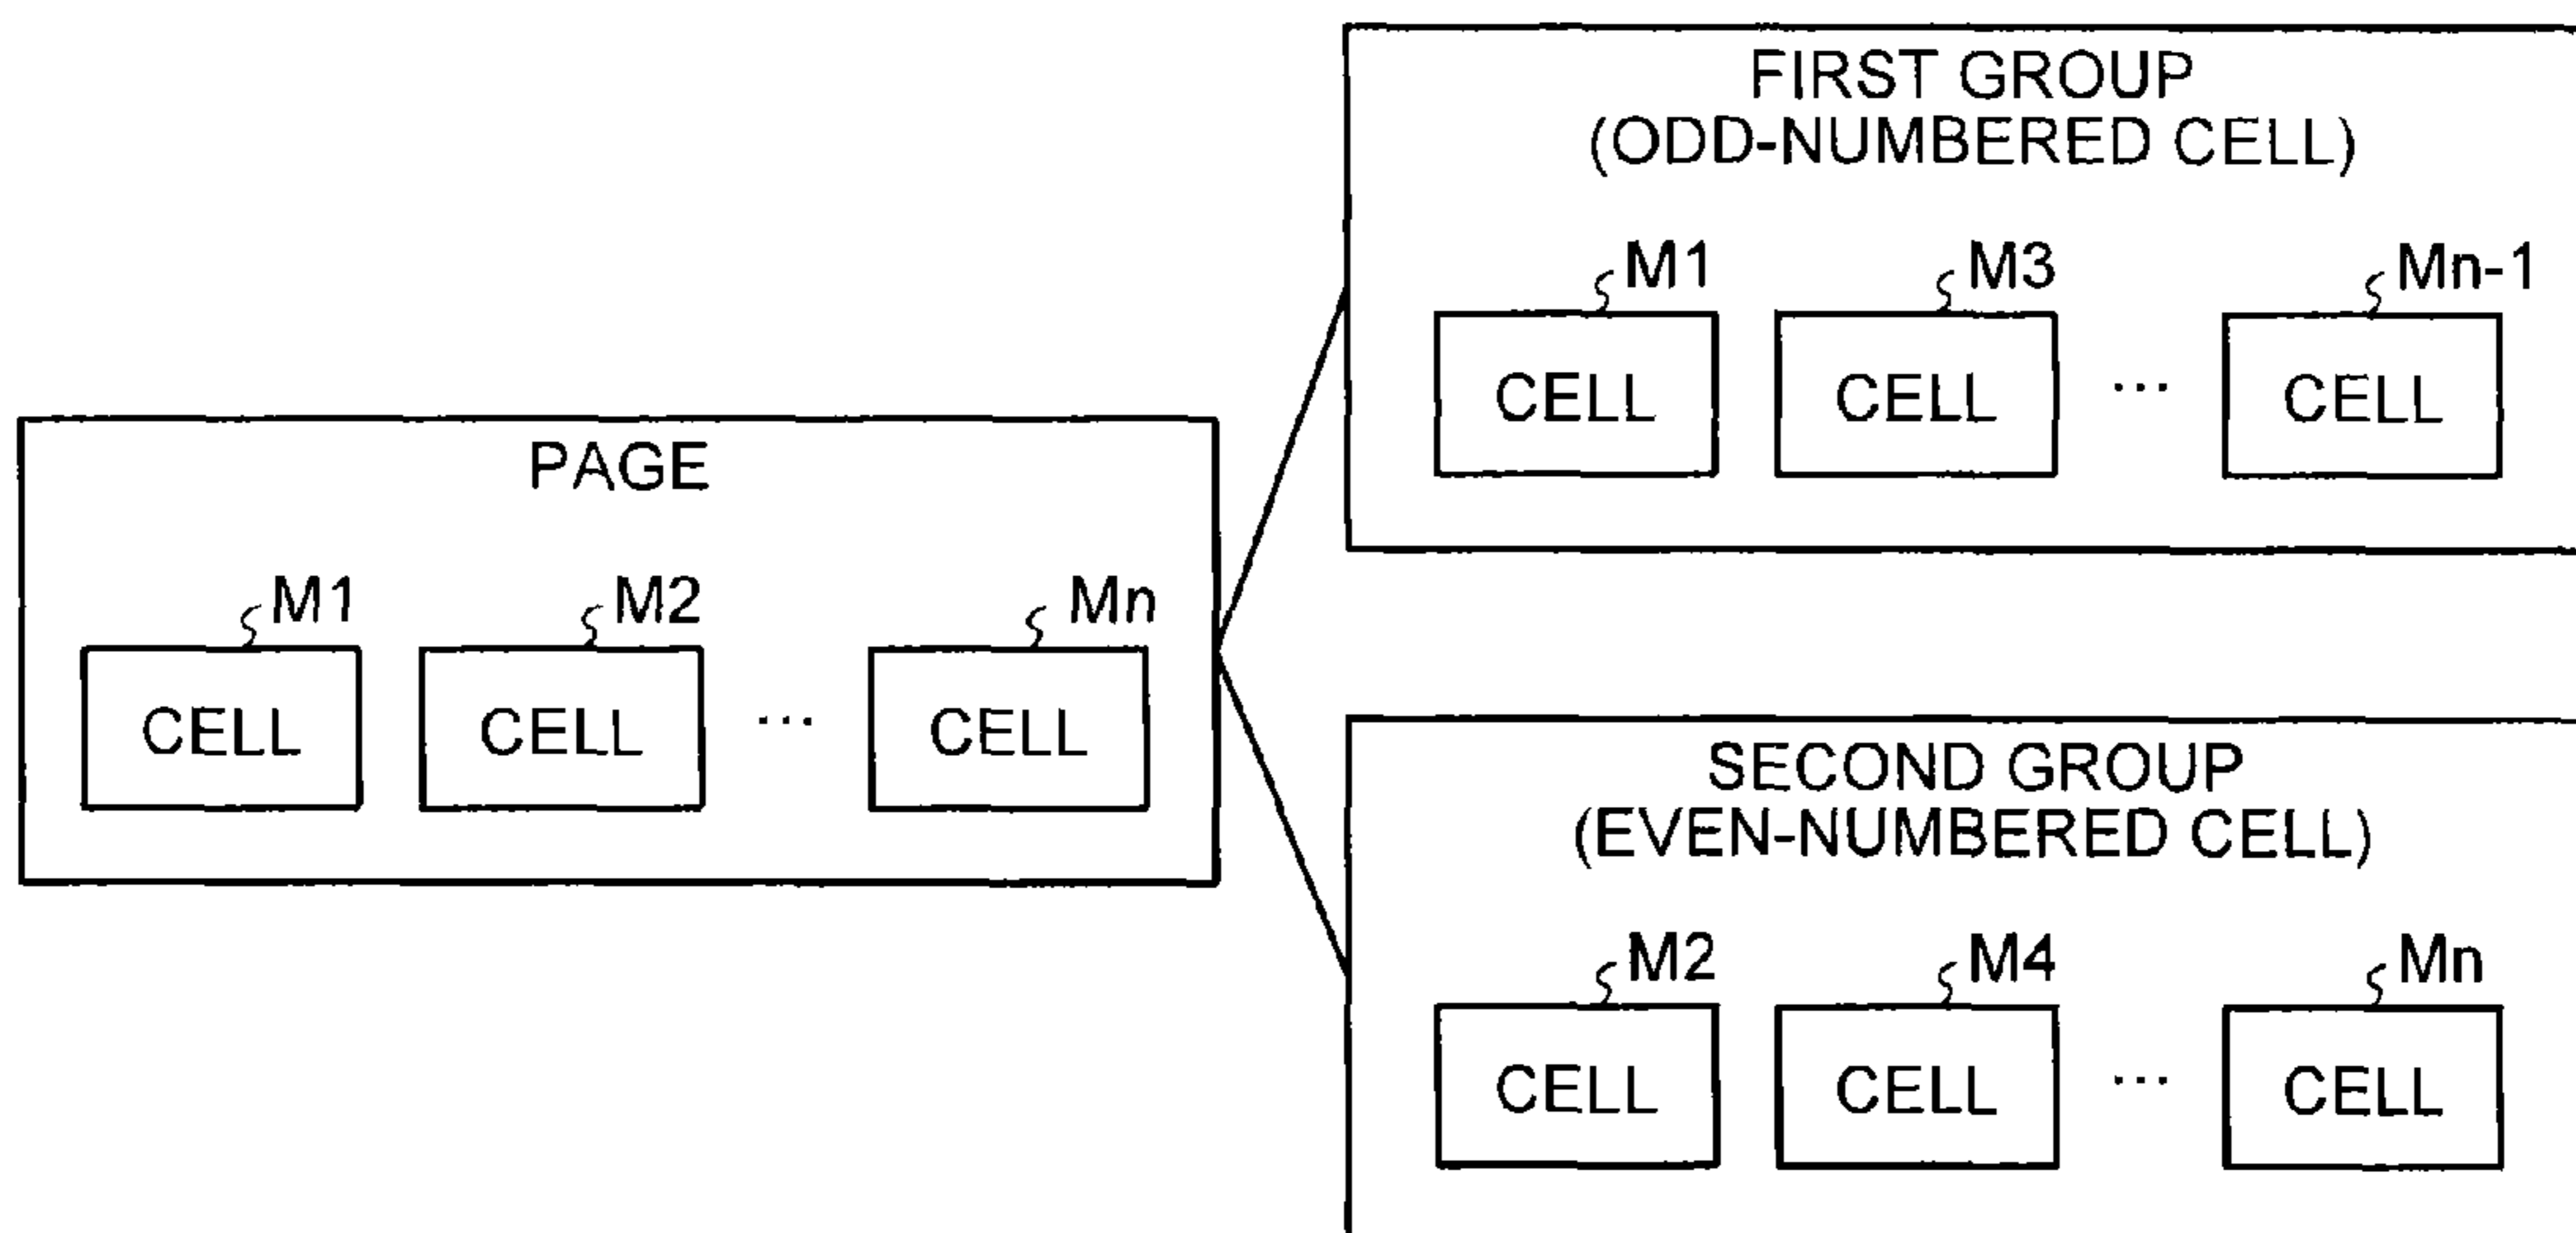 PAGE
M1 M2 Mn
CELL CELL ... CELL
FIRST GROUP
(ODD-NUMBERED CELL)
M1 M3 Mn-1
CELL CELL ... CELL
SECOND GROUP
(EVEN-NUMBERED CELL)
M2 M4 Mn
CELL CELL ... CELL